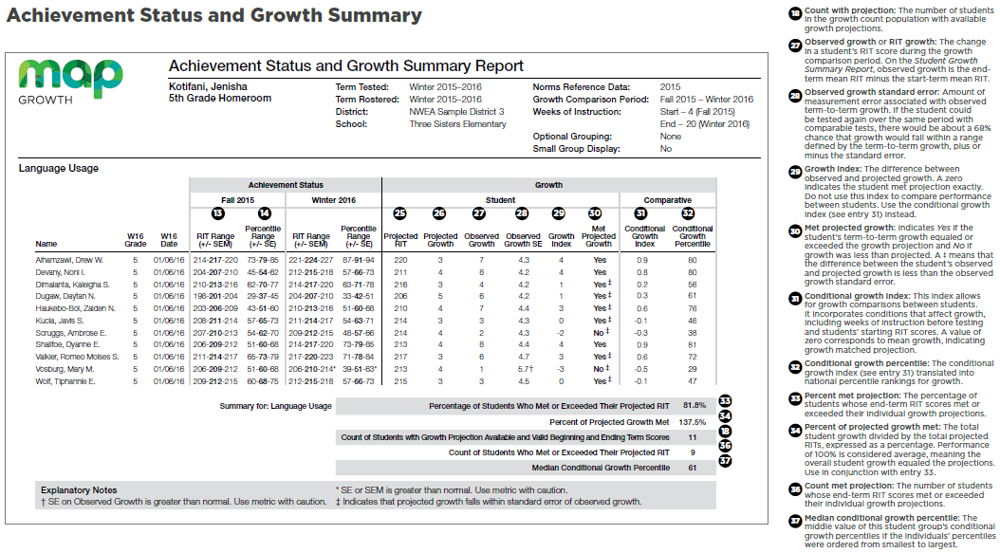 Achievement Status and Growth Summary
map
GROWTH
Achievement Status and Growth Summary Report
Kotifani, Jenisha
5th Grade Homeroom
Term Tested: Winter 2015–2016
Term Rostered: Winter 2015–2016
District: NWEA Sample District 3
School: Three Sisters Elementary
Norms Reference Data: 2015
Growth Comparison Period: Fall 2015 – Winter 2016
Weeks of Instruction: Start – 4 (Fall 2015)
End – 20 (Winter 2016)
Optional Grouping: None
Small Group Display: No
Language Usage
Achievement Status Growth
Fall 2015 Winter 2016 Student Comparative
13 14 25 26 27 28 29 30 31 32
Name W16 Grade W16 Date RIT Range (+/- SEM) Percentile Range (+/- SE) RIT Range (+/- SEM) Percentile Range (+/- SE) Projected RIT Projected Growth Observed Growth Observed Growth SE Growth Index Met Projected Growth Conditional Growth Index Conditional Growth Percentile
Alhamzawi, Drew W. 5 01/06/16 214-217-220 73-79-85 221-224-227 87-91-94 220 3 7 4.3 4 Yes 0.9 80
Devany, Noni I. 5 01/06/16 204-207-210 45-54-62 212-215-218 57-66-73 211 4 8 4.2 4 Yes 0.8 80
Dimalanta, Kaleigha S. 5 01/06/16 210-213-216 62-70-77 214-217-220 63-71-78 216 3 4 4.2 1 Yes ‡ 0.2 56
Dugaw, Daytan N. 5 01/06/16 198-201-204 29-37-45 204-207-210 33-42-51 206 5 6 4.2 1 Yes ‡ 0.3 61
Haukebo-Bol, Zaiden N. 5 01/06/16 203-206-209 43-51-60 210-213-216 51-60-68 210 4 7 4.4 3 Yes ‡ 0.6 76
Kucia, Javis S. 5 01/06/16 208-211-214 57-65-73 211-214-217 54-63-71 214 3 3 4.3 0 Yes ‡ -0.1 46
Scruggs, Ambrose E. 5 01/06/16 207-210-213 54-62-70 209-212-215 48-57-66 214 4 2 4.3 -2 No ‡ -0.3 38
Shalifoe, Dyanne E. 5 01/06/16 206-209-212 51-60-68 214-217-220 73-79-85 213 4 8 4.4 4 Yes 0.9 81
Valkier, Romeo Moises S. 5 01/06/16 211-214-217 65-73-79 217-220-223 71-78-84 217 3 6 4.7 3 Yes ‡ 0.6 72
Vosburg, Mary M. 5 01/06/16 206-209-212 51-60-68 206-210-214* 39-51-63* 213 4 1 5.7† -3 No ‡ -0.5 29
Wolf, Tiphannie E. 5 01/06/16 209-212-215 60-68-75 212-215-218 57-66-73 215 3 3 4.5 0 Yes ‡ -0.1 47
Summary for: Language Usage Percentage of Students Who Met or Exceeded Their Projected RIT 81.8% 33
Percent of Projected Growth Met 137.5% 34
Count of Students with Growth Projection Available and Valid Beginning and Ending Term Scores 11 18
Count of Students Who Met or Exceeded Their Projected RIT 9 36
Median Conditional Growth Percentile 61 37
Explanatory Notes * SE or SEM is greater than normal. Use metric with caution.
† SE on Observed Growth is greater than normal. Use metric with caution. ‡ Indicates that projected growth falls within standard error of observed growth.
18 Count with projection: The number of students
in the growth count population with available
growth projections.
27 Observed growth or RIT growth: The change
in a student's RIT score during the growth
comparison period. On the Student Growth
Summary Report, observed growth is the end-
term mean RIT minus the start-term mean RIT.
28 Observed growth standard error: Amount of
measurement error associated with observed
term-to-term growth. If the student could
be tested again over the same period with
comparable tests, there would be about a 68%
chance that growth would fall within a range
defined by the term-to-term growth, plus or
minus the standard error.
29 Growth index: The difference between
observed and projected growth. A zero
indicates the student met projection exactly.
Do not use this index to compare performance
between students. Use the conditional growth
index (see entry 31) instead.
30 Met projected growth: Indicates Yes if the
student's term-to-term growth equaled or
exceeded the growth projection and No if
growth was less than projected. A ‡ means that
the difference between the student's observed
and projected growth is less than the observed
growth standard error.
31 Conditional growth index: This index allows
for growth comparisons between students.
It incorporates conditions that affect growth,
including weeks of instruction before testing
and students' starting RIT scores. A value of
zero corresponds to mean growth, indicating
growth matched projection.
32 Conditional growth percentile: The conditional
growth index (see entry 31) translated into
national percentile rankings for growth.
33 Percent met projection: The percentage of
students whose end-term RIT scores met or
exceeded their individual growth projections.
34 Percent of projected growth met: The total
student growth divided by the total projected
RITs, expressed as a percentage. Performance
of 100% is considered average, meaning the
overall student growth equaled the projections.
Use in conjunction with entry 33.
36 Count met projection: The number of students
whose end-term RIT scores met or exceeded
their individual growth projections.
37 Median conditional growth percentile: The
middle value of this student group's conditional
growth percentiles if the individuals' percentiles
were ordered from smallest to largest.